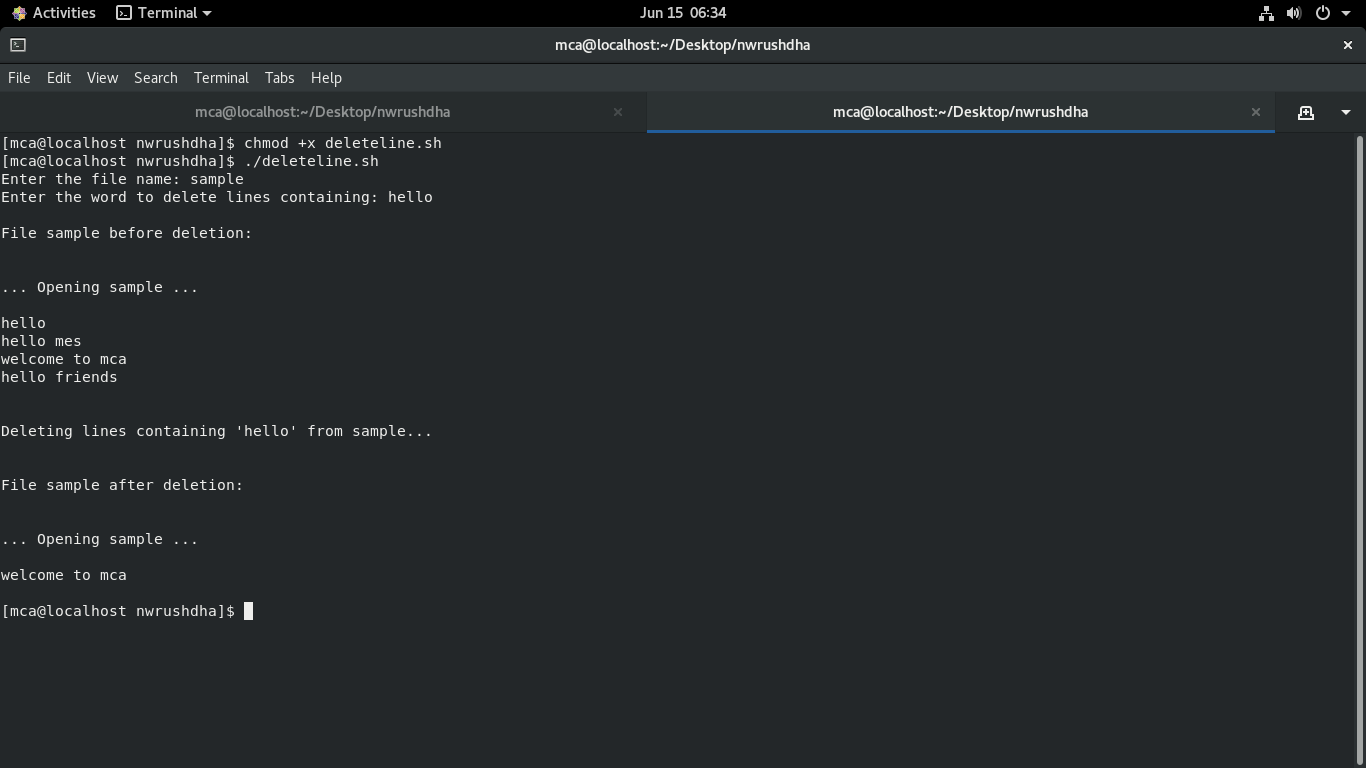 Activities Terminal Jun 15 06:34
mca@localhost:~/Desktop/nwrushdha
File Edit View Search Terminal Tabs Help
mca@localhost:~/Desktop/nwrushdha mca@localhost:~/Desktop/nwrushdha
[mca@localhost nwrushdha]$ chmod +x deleteline.sh
[mca@localhost nwrushdha]$ ./deleteline.sh
Enter the file name: sample
Enter the word to delete lines containing: hello
File sample before deletion:
... Opening sample ...
hello
hello mes
welcome to mca
hello friends
Deleting lines containing 'hello' from sample...
File sample after deletion:
... Opening sample ...
welcome to mca
[mca@localhost nwrushdha]$